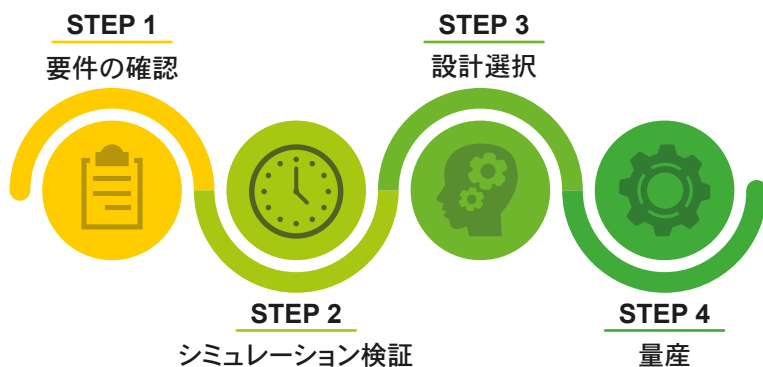 STEP 1
要件の確認
STEP 2
シミュレーション検証
STEP 3
設計選択
STEP 4
量産